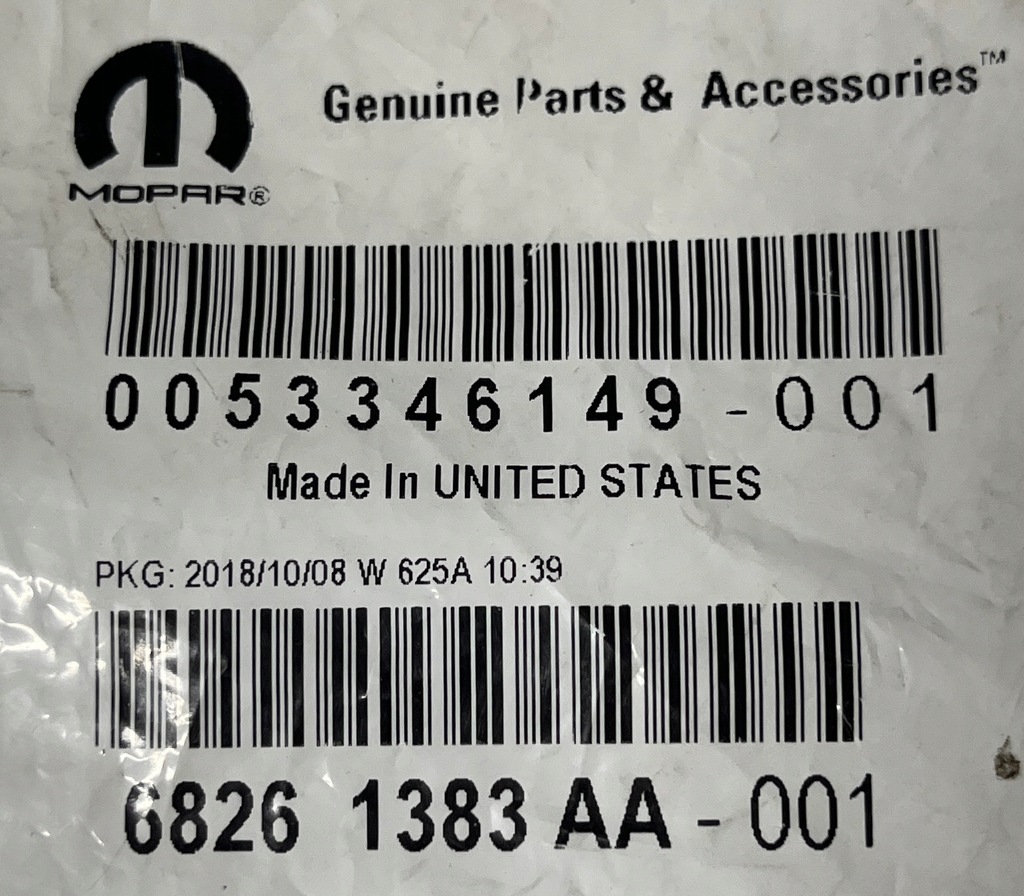 Genuine Parts & Accessories™
MOPAR®
0053346149-001
Made In UNITED STATES
PKG: 2018/10/08 W 625A 10:39
6826 1383 AA-001